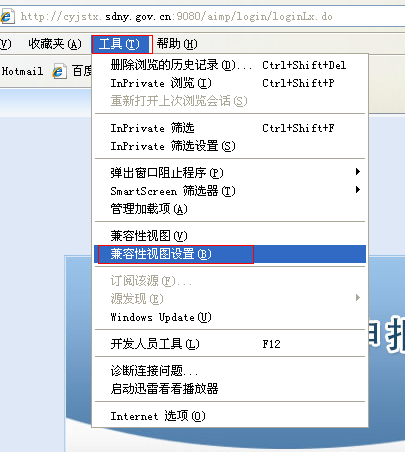 http://cyjstx.sdny.gov.cn:9080/aimp/login/loginLx.do
(V) 收藏夹(A) 工具(T) 帮助(H)
Hotmail 百度
删除浏览的历史记录(D)... Ctrl+Shift+Del
InPrivate 浏览(I) Ctrl+Shift+P
重新打开上次浏览会话(S)
InPrivate 筛选 Ctrl+Shift+F
InPrivate 筛选设置(S)
弹出窗口阻止程序(P)
SmartScreen 筛选器(T)
管理加载项(A)
兼容性视图(V)
兼容性视图设置(B)
订阅该源(F)...
源发现(E)
Windows Update(U)
开发人员工具(L) F12
诊断连接问题...
启动迅雷看看播放器
Internet 选项(O)
申报